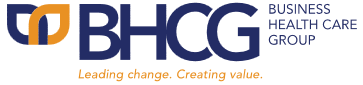 BHCG
BUSINESS
HEALTH CARE
GROUP
Leading change. Creating value.